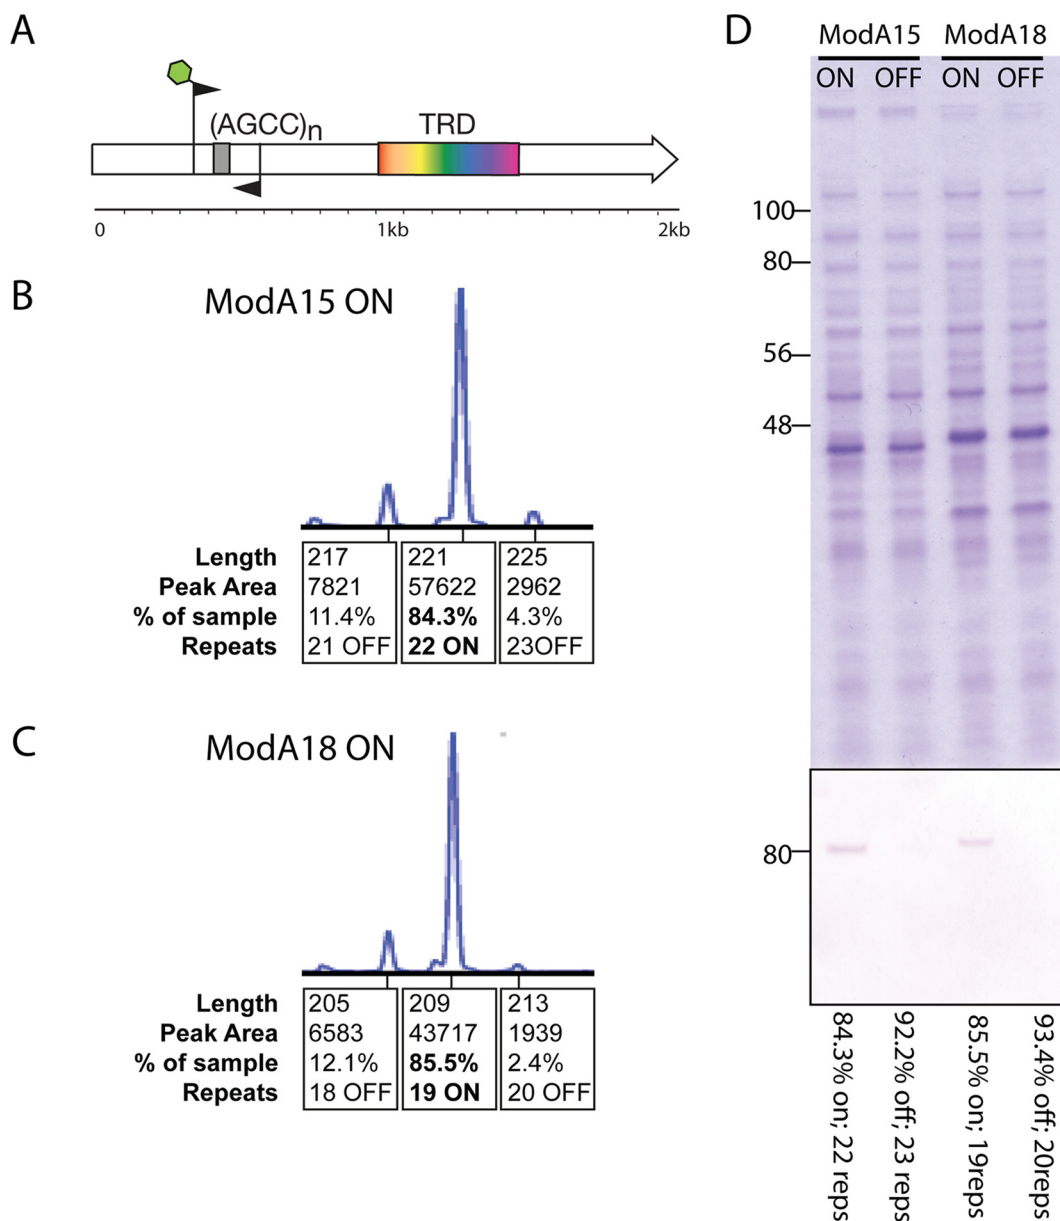 A
(AGCC)n
TRD
0 1kb 2kb
B
ModA15 ON
Length 217 221 225
Peak Area 7821 57622 2962
% of sample 11.4% 84.3% 4.3%
Repeats 21 OFF 22 ON 23OFF
C
ModA18 ON
Length 205 209 213
Peak Area 6583 43717 1939
% of sample 12.1% 85.5% 2.4%
Repeats 18 OFF 19 ON 20 OFF
D
ModA15 ModA18
ON OFF ON OFF
100
80
56
48
80
84.3% on; 22 reps
92.2% off; 23 reps
85.5% on; 19reps
93.4% off; 20reps